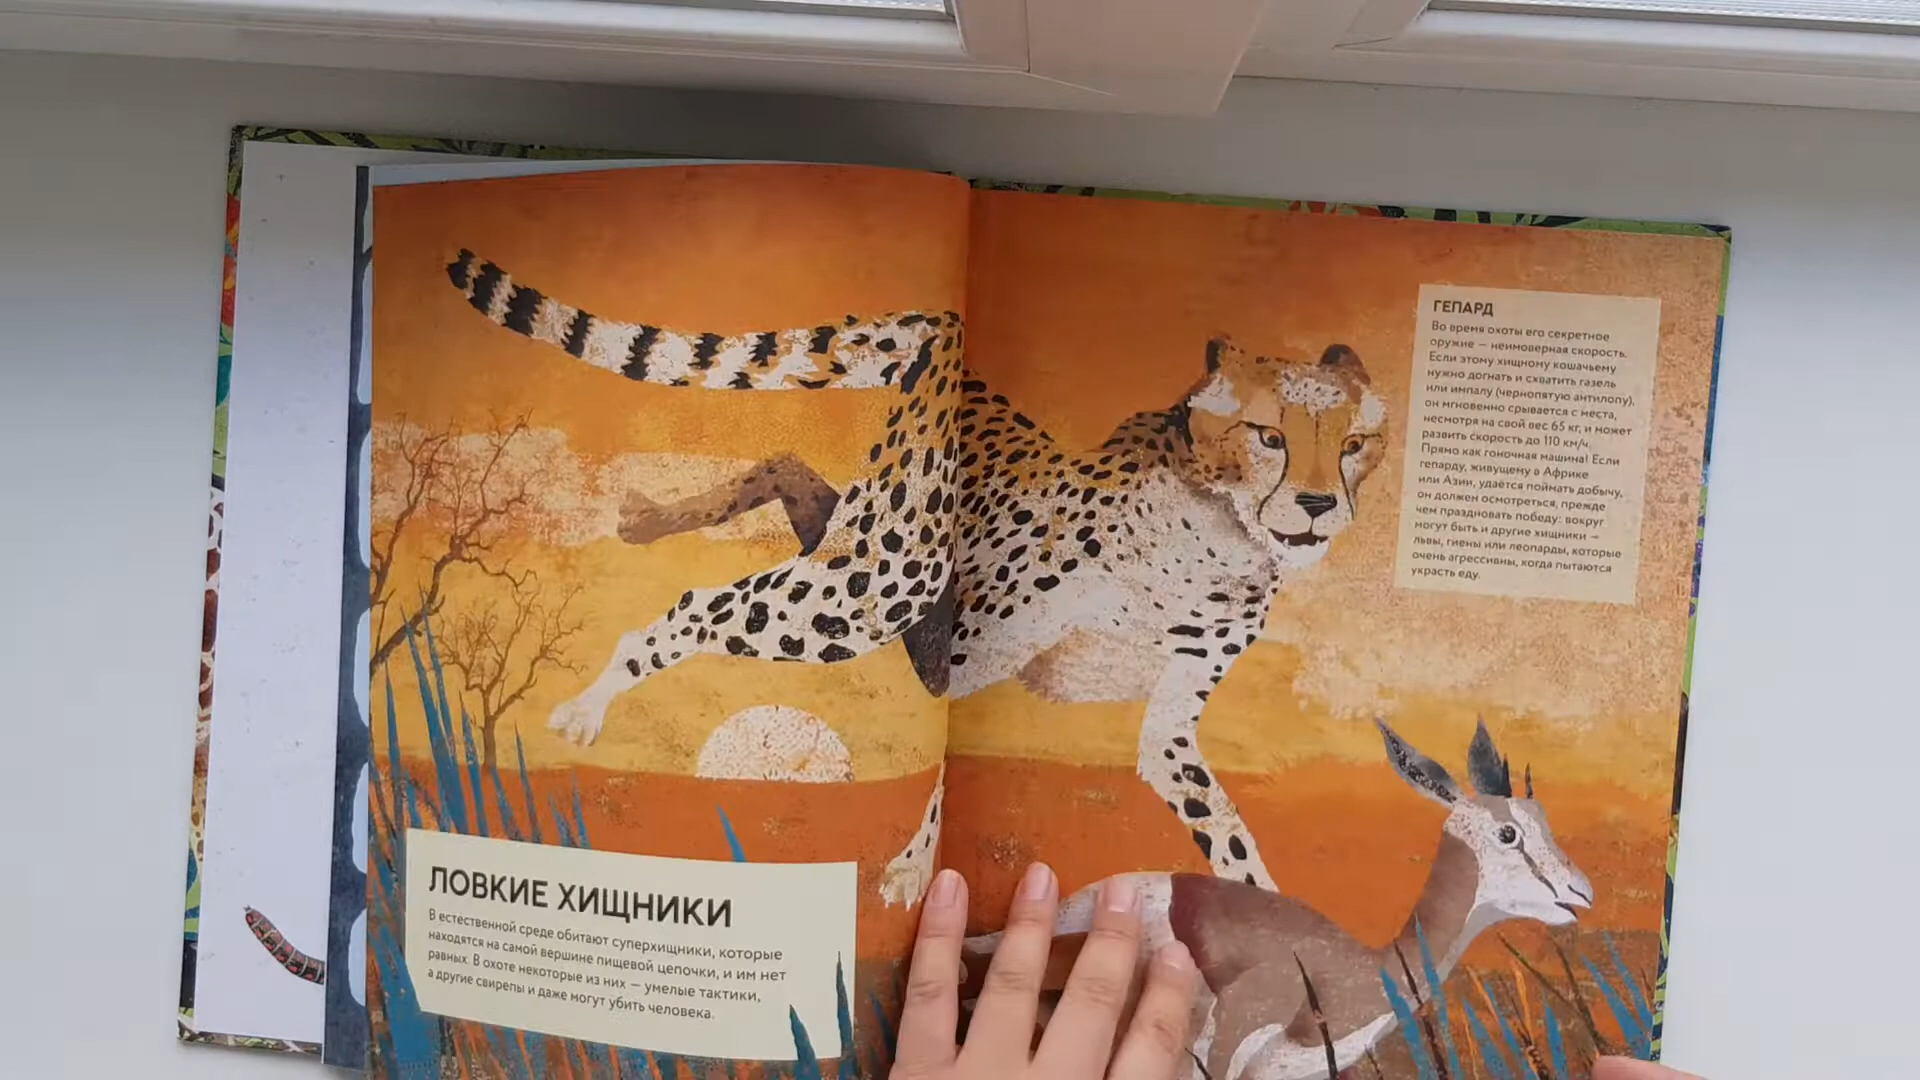 ГЕПАРД
Во время охоты его секретное
оружие — неимоверная скорость.
Если этому хищному кошачьему
нужно догнать и схватить газель
или импалу (чернопятую антилопу),
он мгновенно срывается с места,
несмотря на свой вес 65 кг, и может
развить скорость до 110 км/ч.
Прямо как гоночная машина! Если
гепарду, живущему в Африке
или Азии, удаётся поймать добычу,
он должен осмотреться, прежде
чем праздновать победу: вокруг
могут быть и другие хищники —
львы, гиены или леопарды, которые
очень агрессивны, когда пытаются
украсть еду.
ЛОВКИЕ ХИЩНИКИ
В естественной среде обитают суперхищники, которые
находятся на самой вершине пищевой цепочки, и им нет
равных. В охоте некоторые из них — умелые тактики,
а другие свирепы и даже могут убить человека.